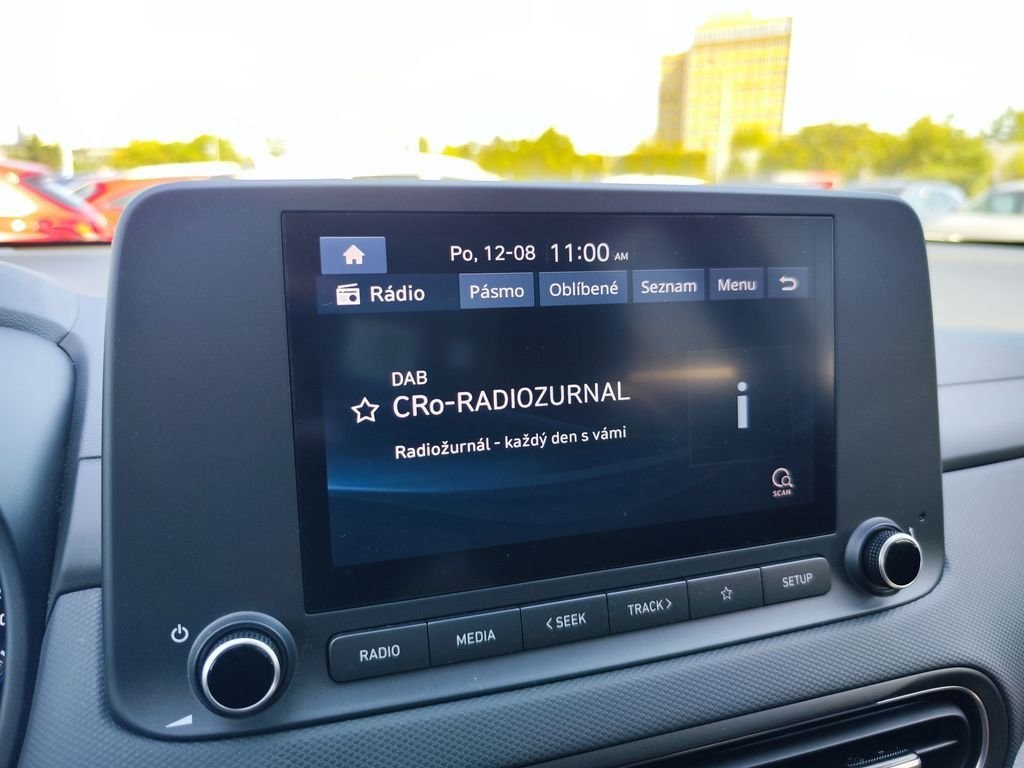 Po, 12-08 11:00 AM
Rádio Pásmo Oblíbené Seznam Menu
DAB
CRo-RADIOZURNAL
Radiožurnál - každý den s vámi
i
SCAN
RADIO MEDIA < SEEK TRACK > SETUP